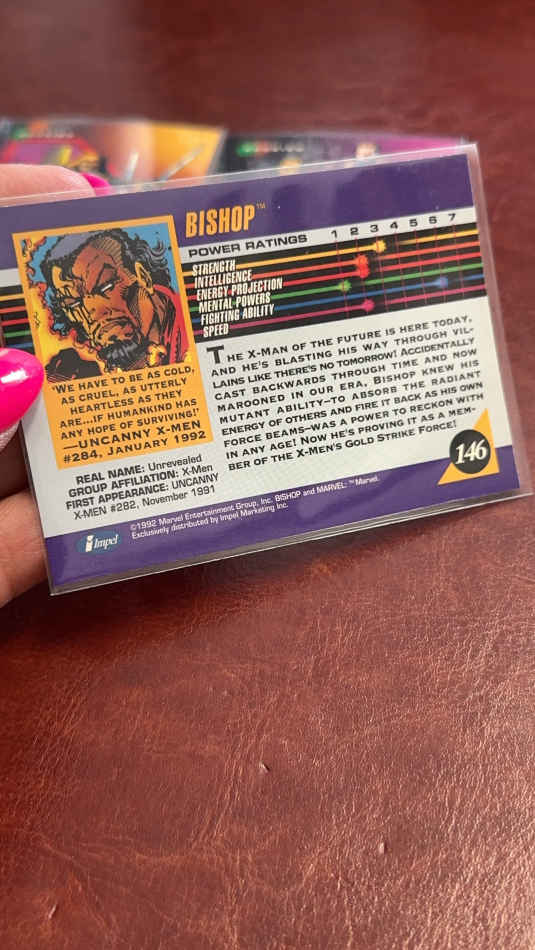 BISHOP™
POWER RATINGS 1 2 3 4 5 6 7
STRENGTH
INTELLIGENCE
ENERGY PROJECTION
MENTAL POWERS
FIGHTING ABILITY
SPEED
"WE HAVE TO BE AS COLD,
AS CRUEL, AS UTTERLY
HEARTLESS AS THEY
ARE...IF HUMANKIND HAS
ANY HOPE OF SURVIVING!"
—UNCANNY X-MEN
#284, JANUARY 1992
REAL NAME: Unrevealed
GROUP AFFILIATION: X-Men
FIRST APPEARANCE: UNCANNY
X-MEN #282, November 1991
THE X-MAN OF THE FUTURE IS HERE TODAY,
AND HE'S BLASTING HIS WAY THROUGH VIL-
LAINS LIKE THERE'S NO TOMORROW! ACCIDENTALLY
CAST BACKWARDS THROUGH TIME AND NOW
MAROONED IN OUR ERA, BISHOP KNEW HIS
MUTANT ABILITY—TO ABSORB THE RADIANT
ENERGY OF OTHERS AND FIRE IT BACK AS HIS OWN
FORCE BEAMS—WAS A POWER TO RECKON WITH
IN ANY AGE! NOW HE'S PROVING IT AS A MEM-
BER OF THE X-MEN'S GOLD STRIKE FORCE!
146
impel
©1992 Marvel Entertainment Group, Inc. BISHOP and MARVEL: ™Marvel.
Exclusively distributed by Impel Marketing Inc.